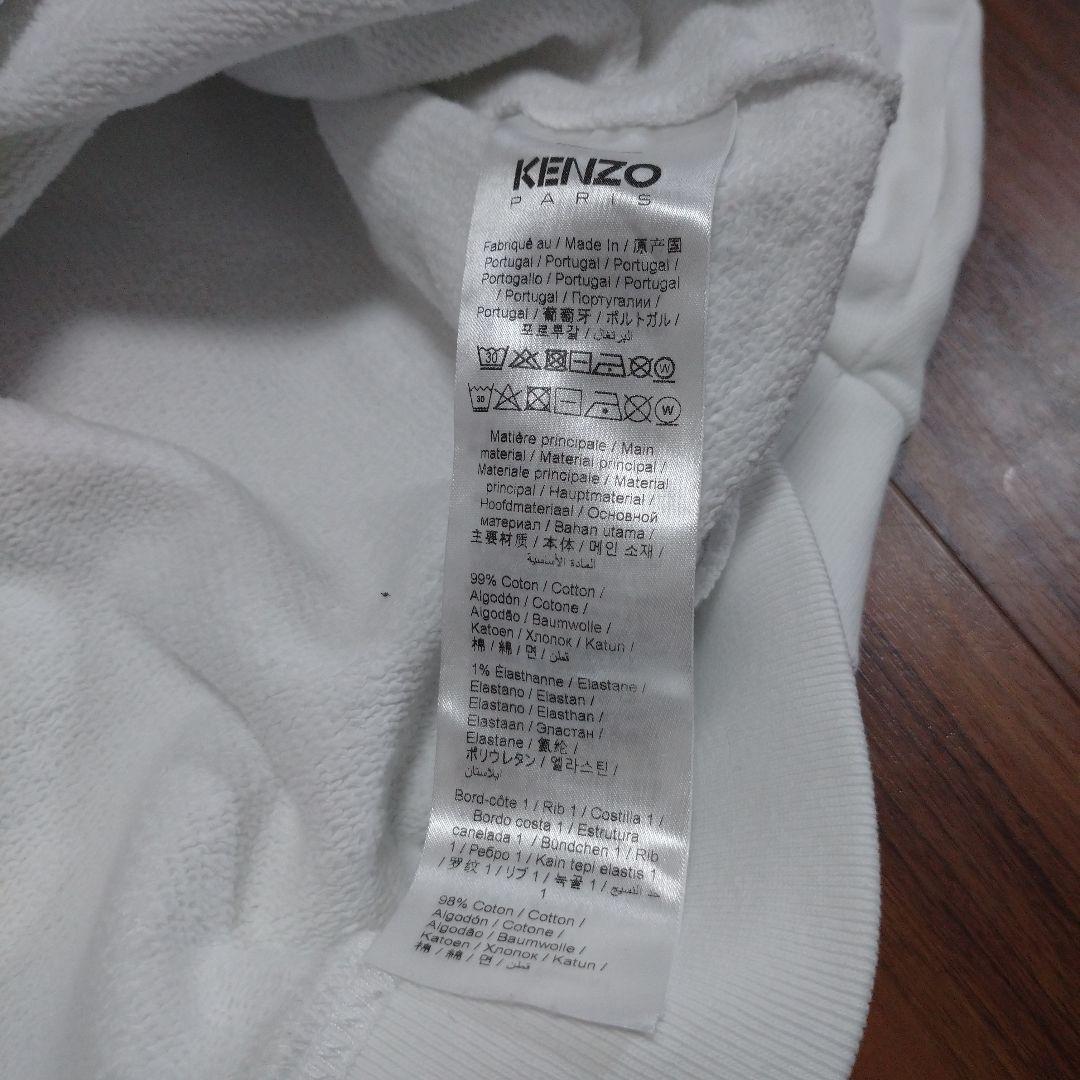 KENZO
PARIS
Fabriqué au / Made In / 原产国
Portugal / Portugal / Portugal /
Portogallo / Portugal / Portugal
/ Portugal / Португалии /
Portugal / 葡萄牙 / ポルトガル /
포르투갈 / البرتغال
30 W
30 W
Matière principale / Main
material / Material principal /
Materiale principale / Material
principal / Hauptmaterial /
Hoofdmateriaal / Основной
материал / Bahan utama /
主要材质 / 本体 / 메인 소재 /
المادة الأساسية
99% Coton / Cotton /
Algodón / Cotone /
Algodão / Baumwolle /
Katoen / Хлопок / Katun /
棉 / 綿 / 면 / قطن
1% Élasthanne / Elastane /
Elastano / Elastan /
Elastano / Elasthan /
Elastaan / Эластан /
Elastane / 氨纶 /
ポリウレタン / 엘라스틴 /
ايلاستان
Bord-côte 1 / Rib 1 / Costilla 1 /
Bordo costa 1 / Estrutura
canelada 1 / Bündchen 1 / Rib
1 / Ребро 1 / Kain tepi elastis 1
/ 罗纹 1 / リブ 1 / 늑골 1 /
1
98% Coton / Cotton /
Algodón / Cotone /
Algodão / Baumwolle /
Katoen / Хлопок / Katun /
棉 / 綿 / 면 / قطن